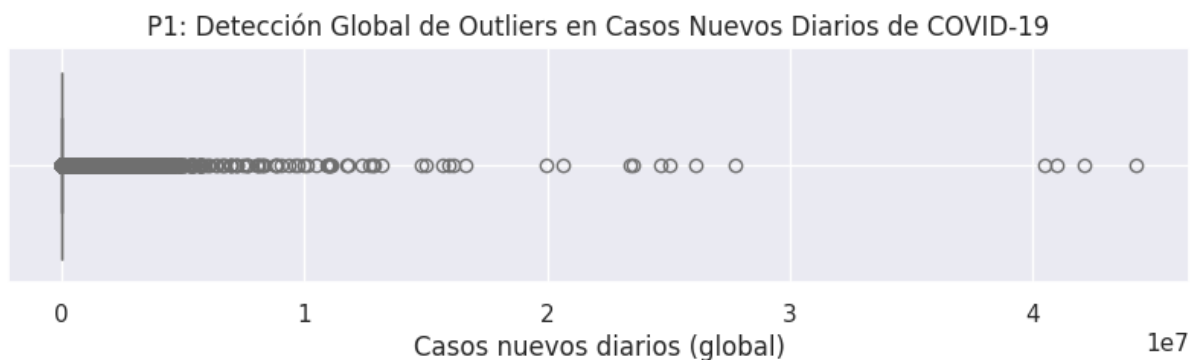 P1: Detección Global de Outliers en Casos Nuevos Diarios de COVID-19
0 1 2 3 4
1e7
Casos nuevos diarios (global)